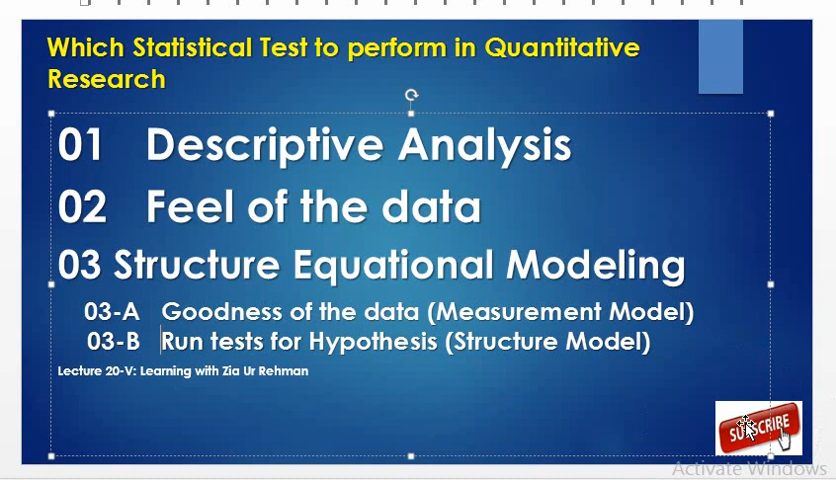 Which Statistical Test to perform in Quantitative
Research
01 Descriptive Analysis
02 Feel of the data
03 Structure Equational Modeling
03-A Goodness of the data (Measurement Model)
03-B Run tests for Hypothesis (Structure Model)
Lecture 20-V: Learning with Zia Ur Rehman
SUBSCRIBE
Activate Windows